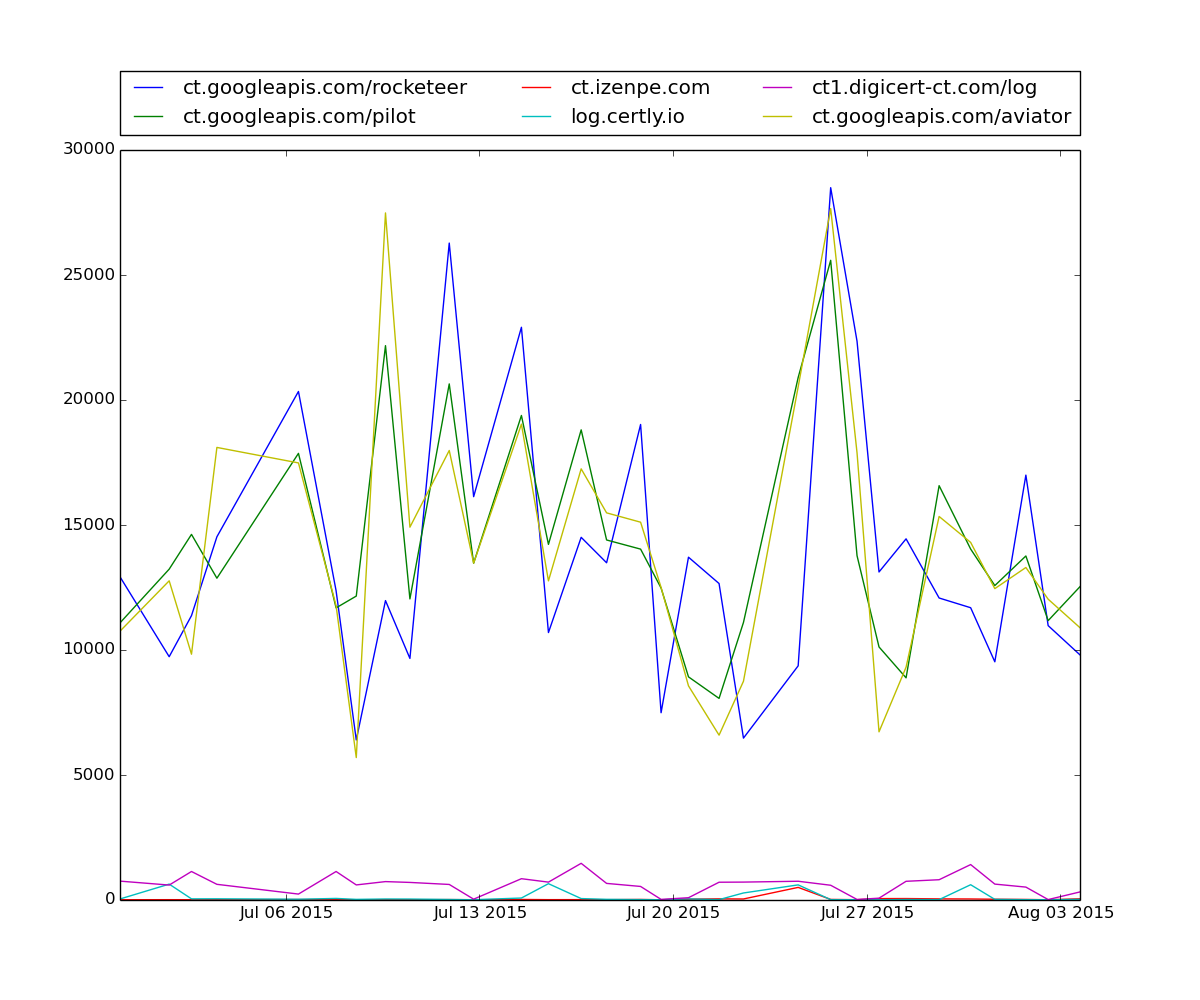 ct.googleapis.com/rocketeer ct.izenpe.com ct1.digicert-ct.com/log
ct.googleapis.com/pilot log.certly.io ct.googleapis.com/aviator
30000
25000
20000
15000
10000
5000
0
Jul 06 2015 Jul 13 2015 Jul 20 2015 Jul 27 2015 Aug 03 2015